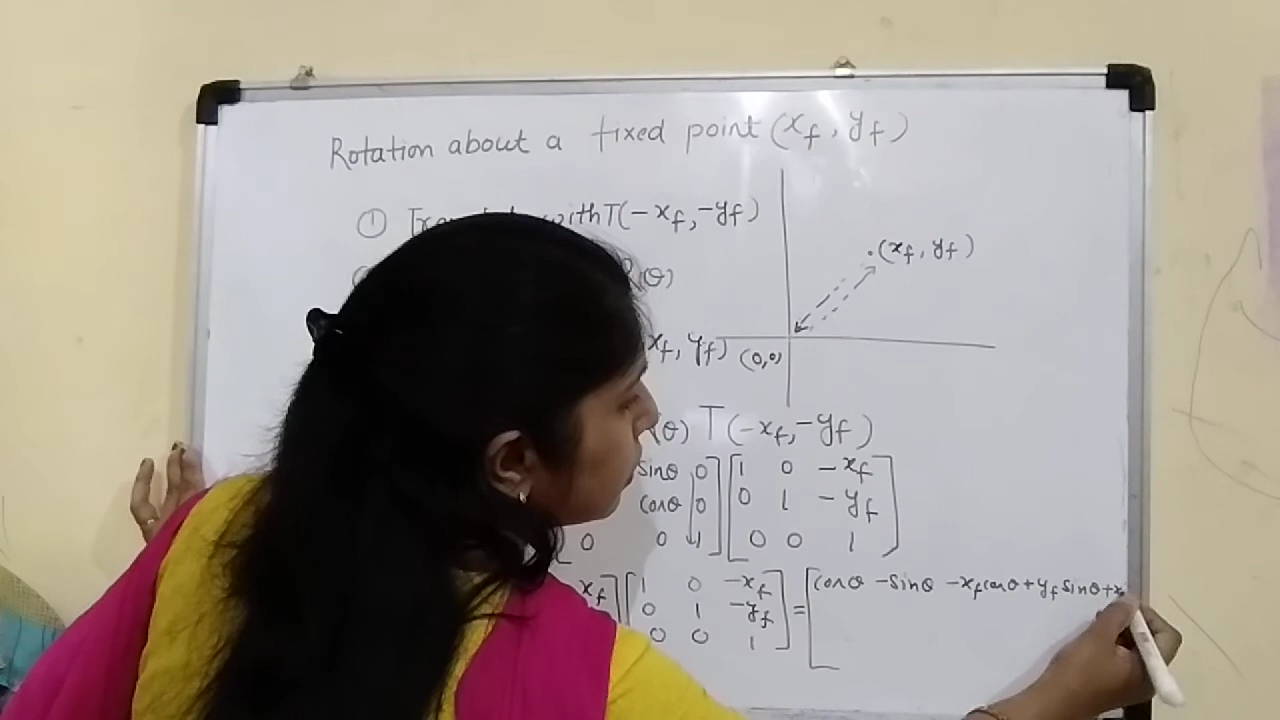 Rotation about a fixed point (xf, yf)
① with T(-xf, -yf)
.(xf, yf)
(θ)
xf, yf) (0,0)
(θ) T(-xf, -yf)
sinθ 0] [1 0 -xf]
cosθ 0 0 1 -yf
0 0 1 0 0 1
xf] [1 0 -xf] = [cosθ -sinθ -xf cosθ + yf sinθ + x
0 1 -yf
0 0 1